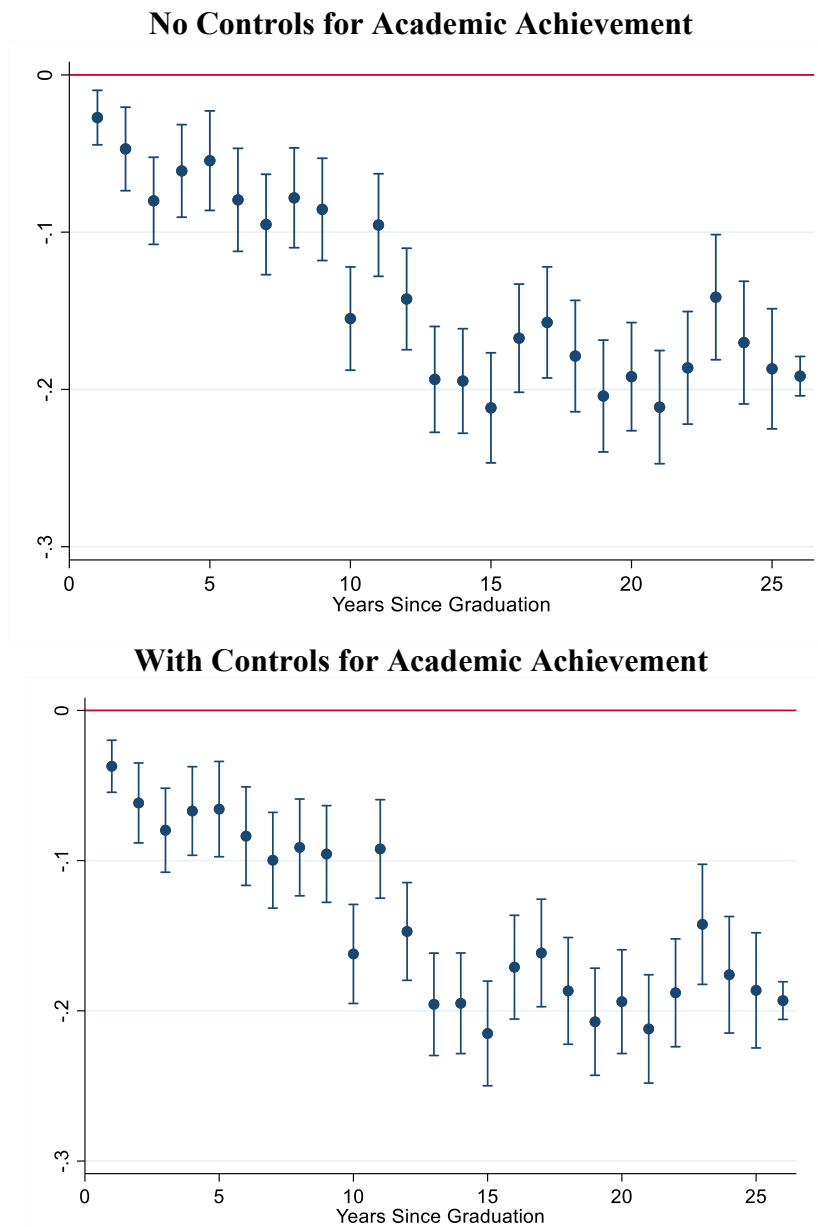 No Controls for Academic Achievement
0
-.1
-.2
-.3
0 5 10 15 20 25
Years Since Graduation
With Controls for Academic Achievement
0
-.1
-.2
-.3
0 5 10 15 20 25
Years Since Graduation